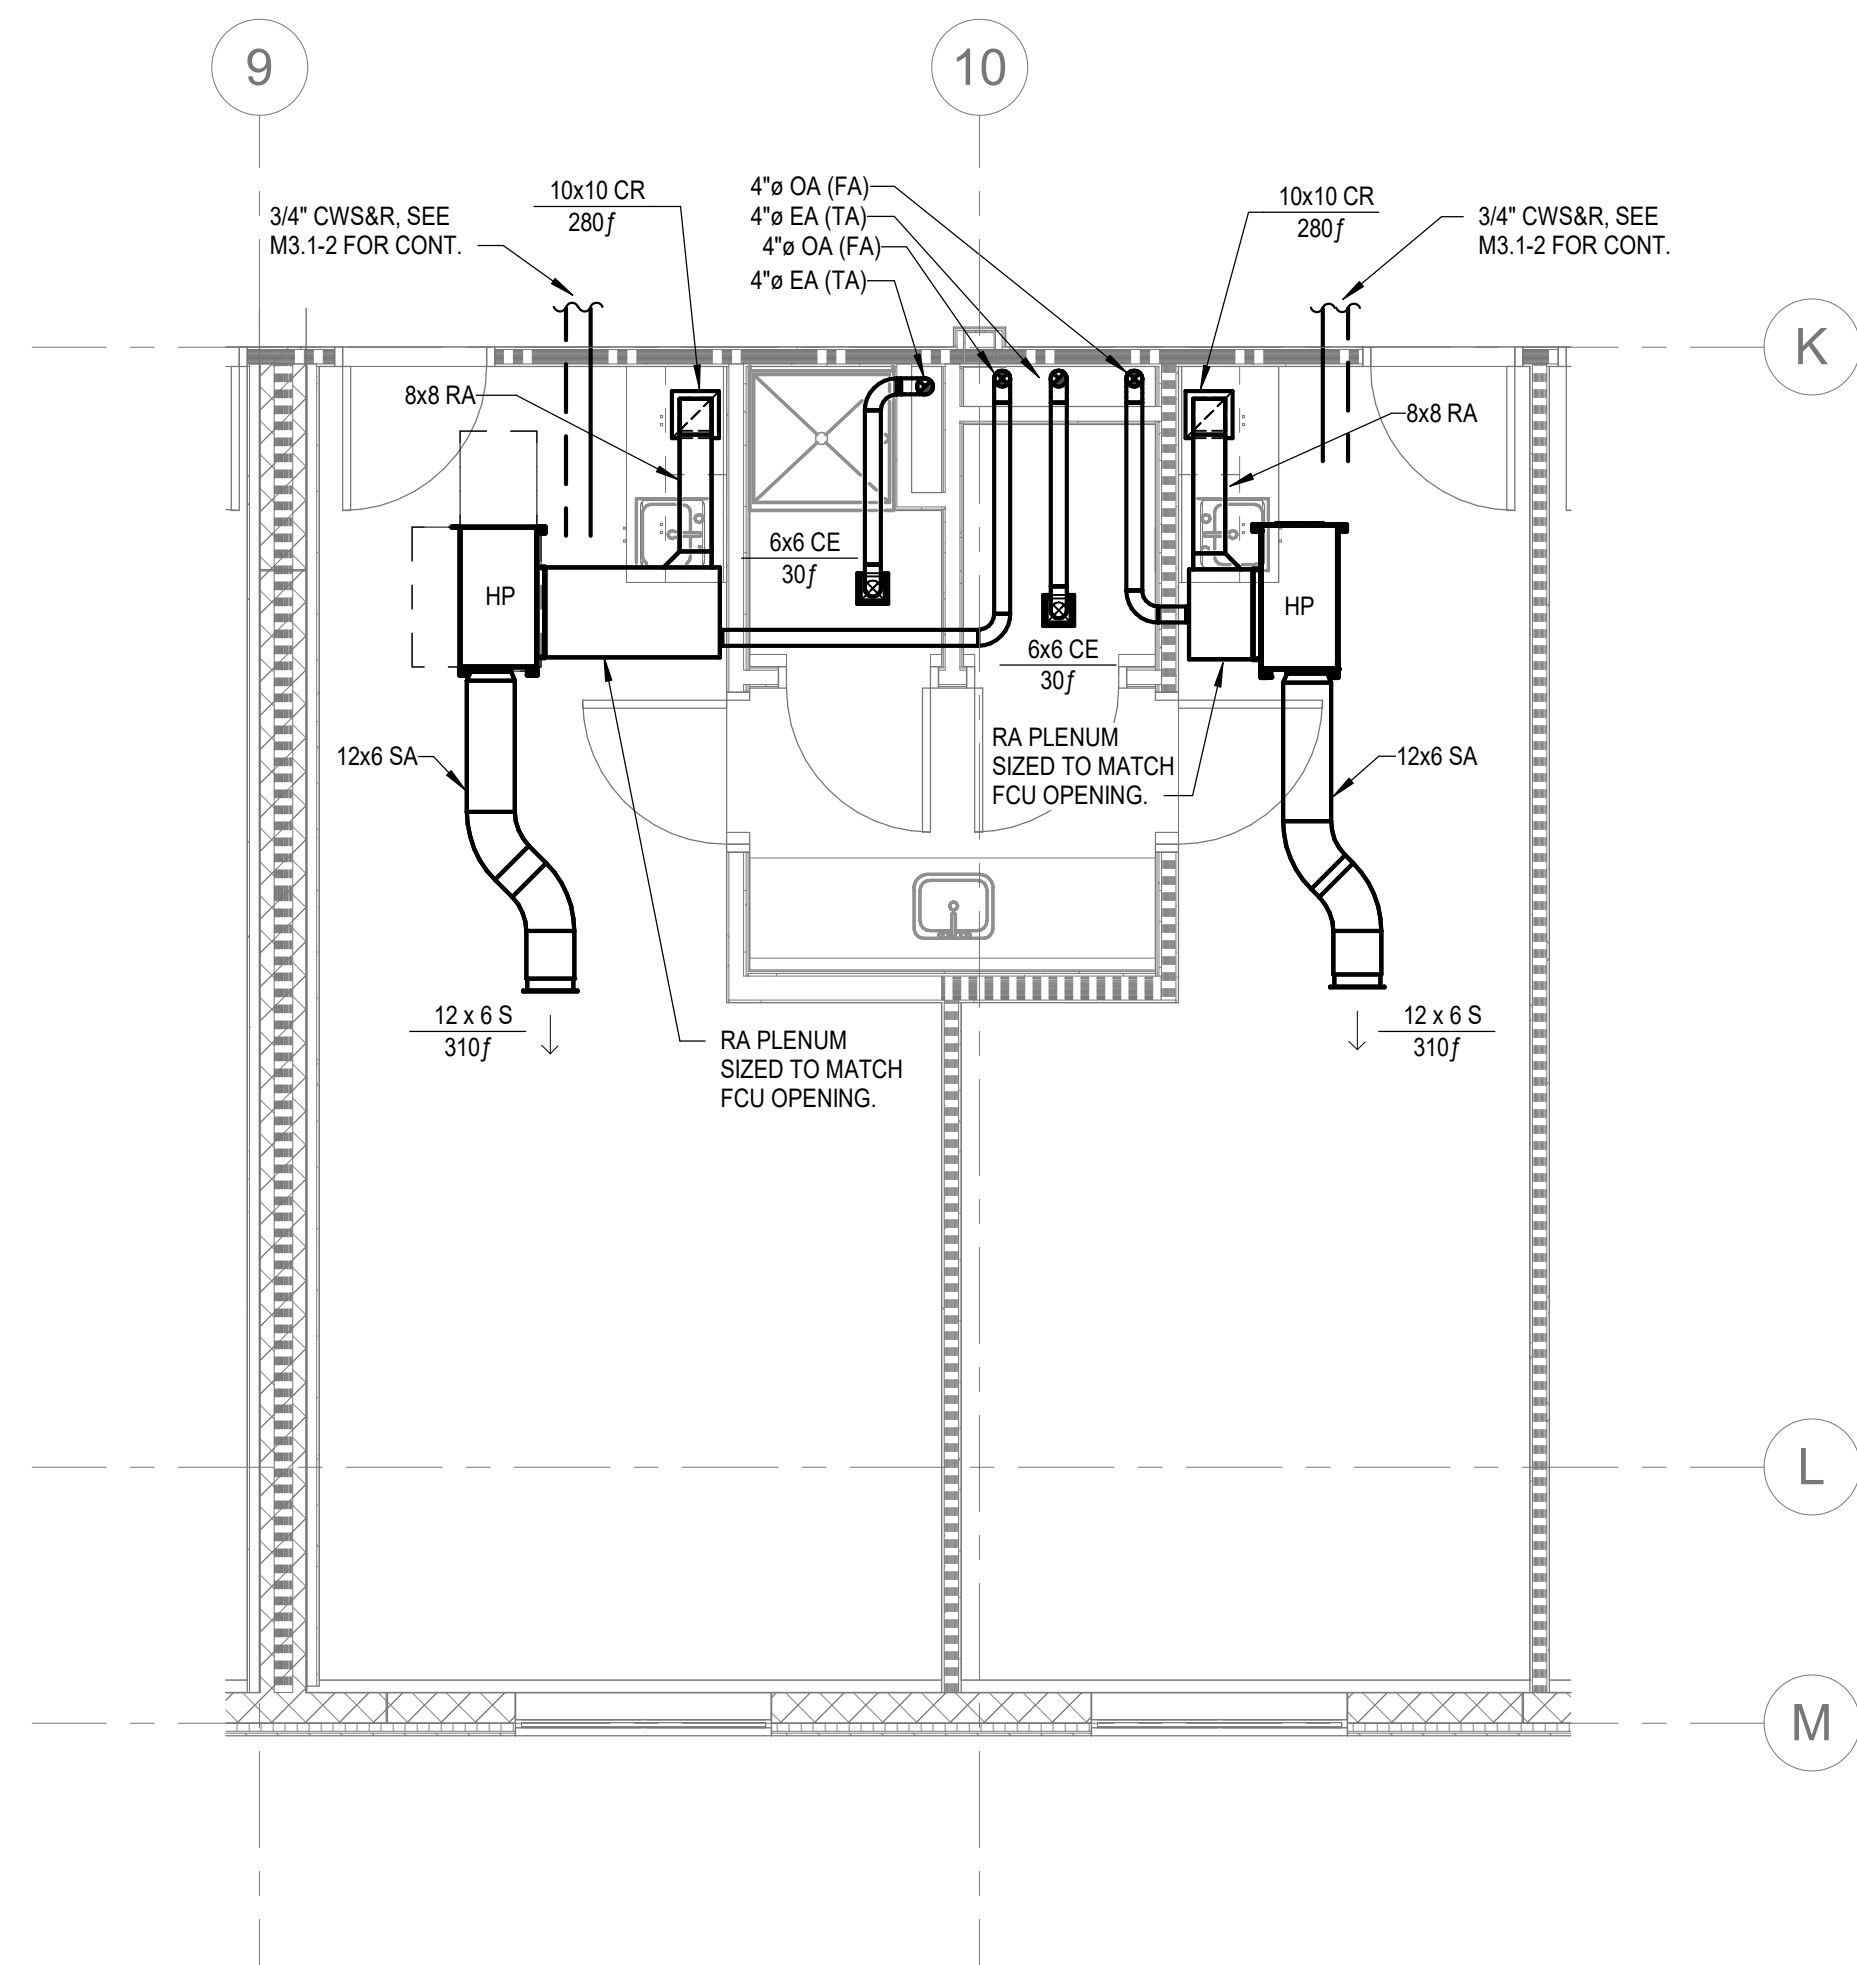 9
10
10x10 CR
280ƒ
3/4" CWS&R, SEE
M3.1-2 FOR CONT.
4"ø OA (FA)
4"ø EA (TA)
4"ø OA (FA)
4"ø EA (TA)
10x10 CR
280ƒ
3/4" CWS&R, SEE
M3.1-2 FOR CONT.
K
8x8 RA
8x8 RA
6x6 CE
30ƒ
HP
HP
6x6 CE
30ƒ
12x6 SA
RA PLENUM
SIZED TO MATCH
FCU OPENING.
12x6 SA
12 x 6 S
310ƒ
RA PLENUM
SIZED TO MATCH
FCU OPENING.
12 x 6 S
310ƒ
L
M